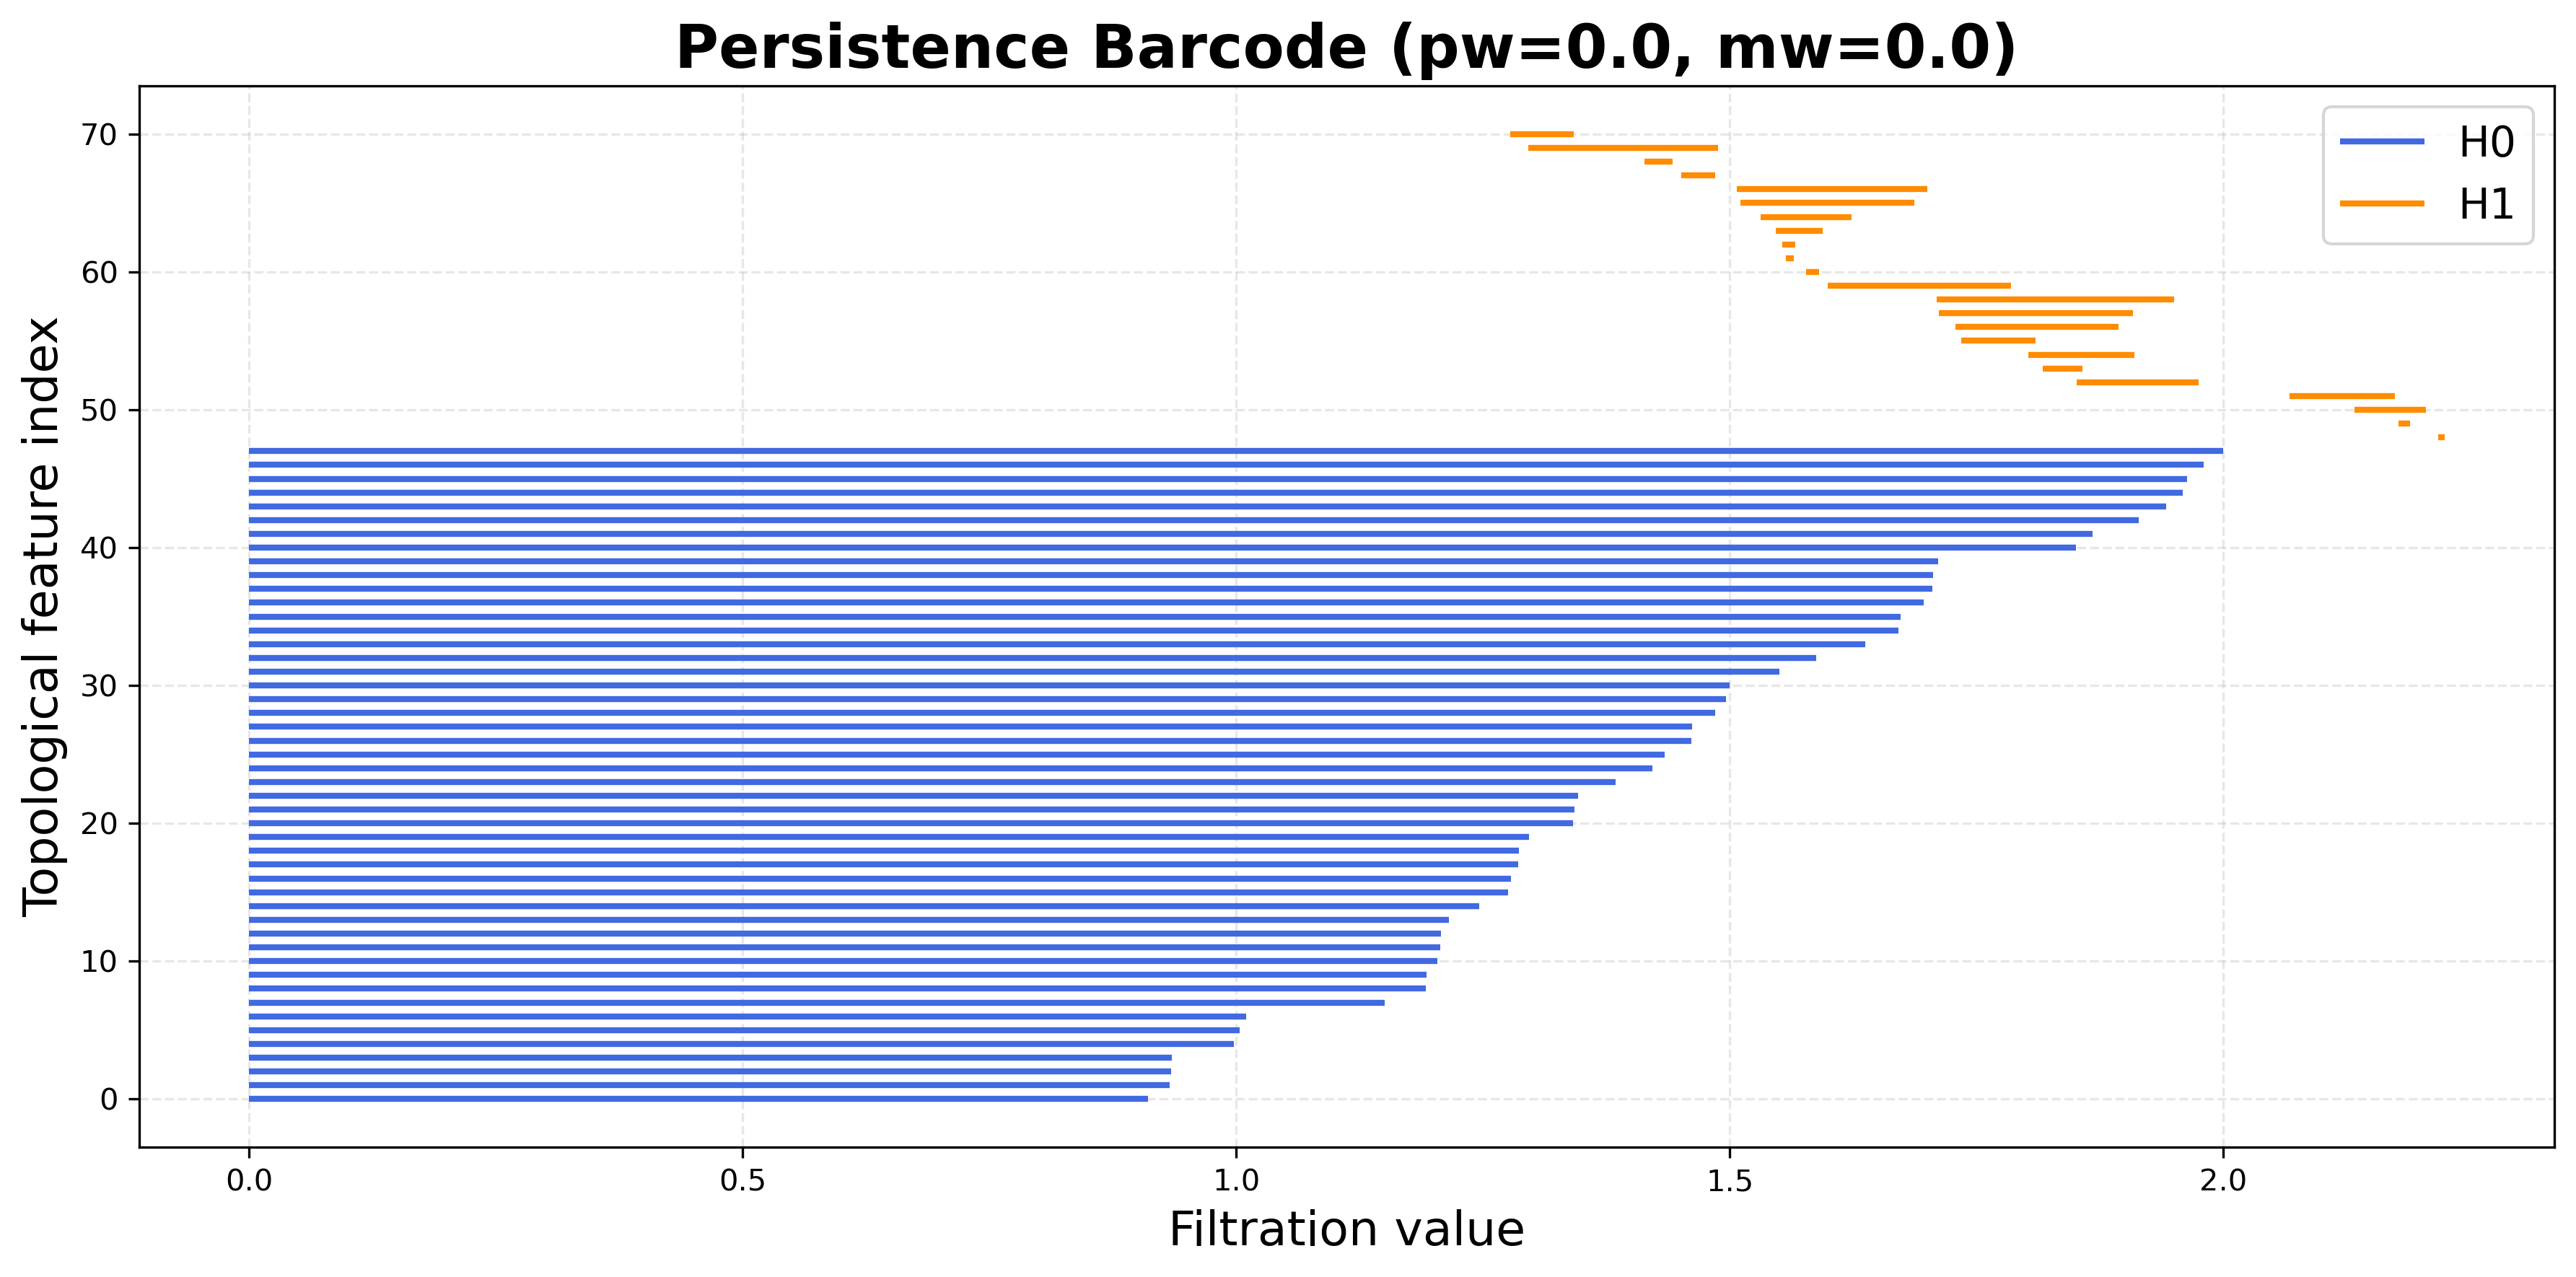 Persistence Barcode (pw=0.0, mw=0.0)
H0
H1
Topological feature index
70
60
50
40
30
20
10
0
0.0 0.5 1.0 1.5 2.0
Filtration value